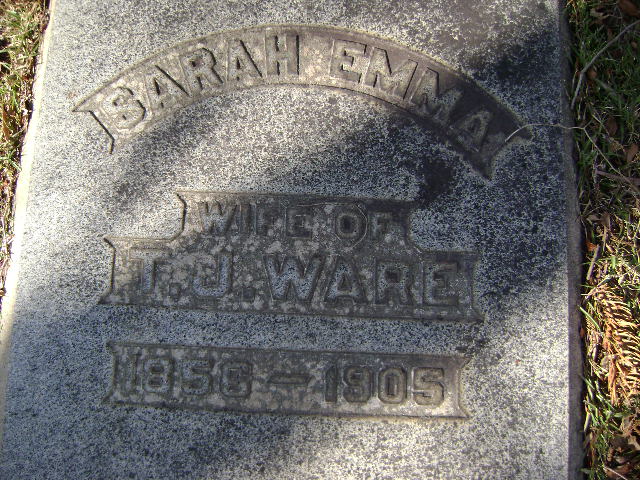 SARAH EMMA
WIFE OF
T.J. WARE
1856 – 1905